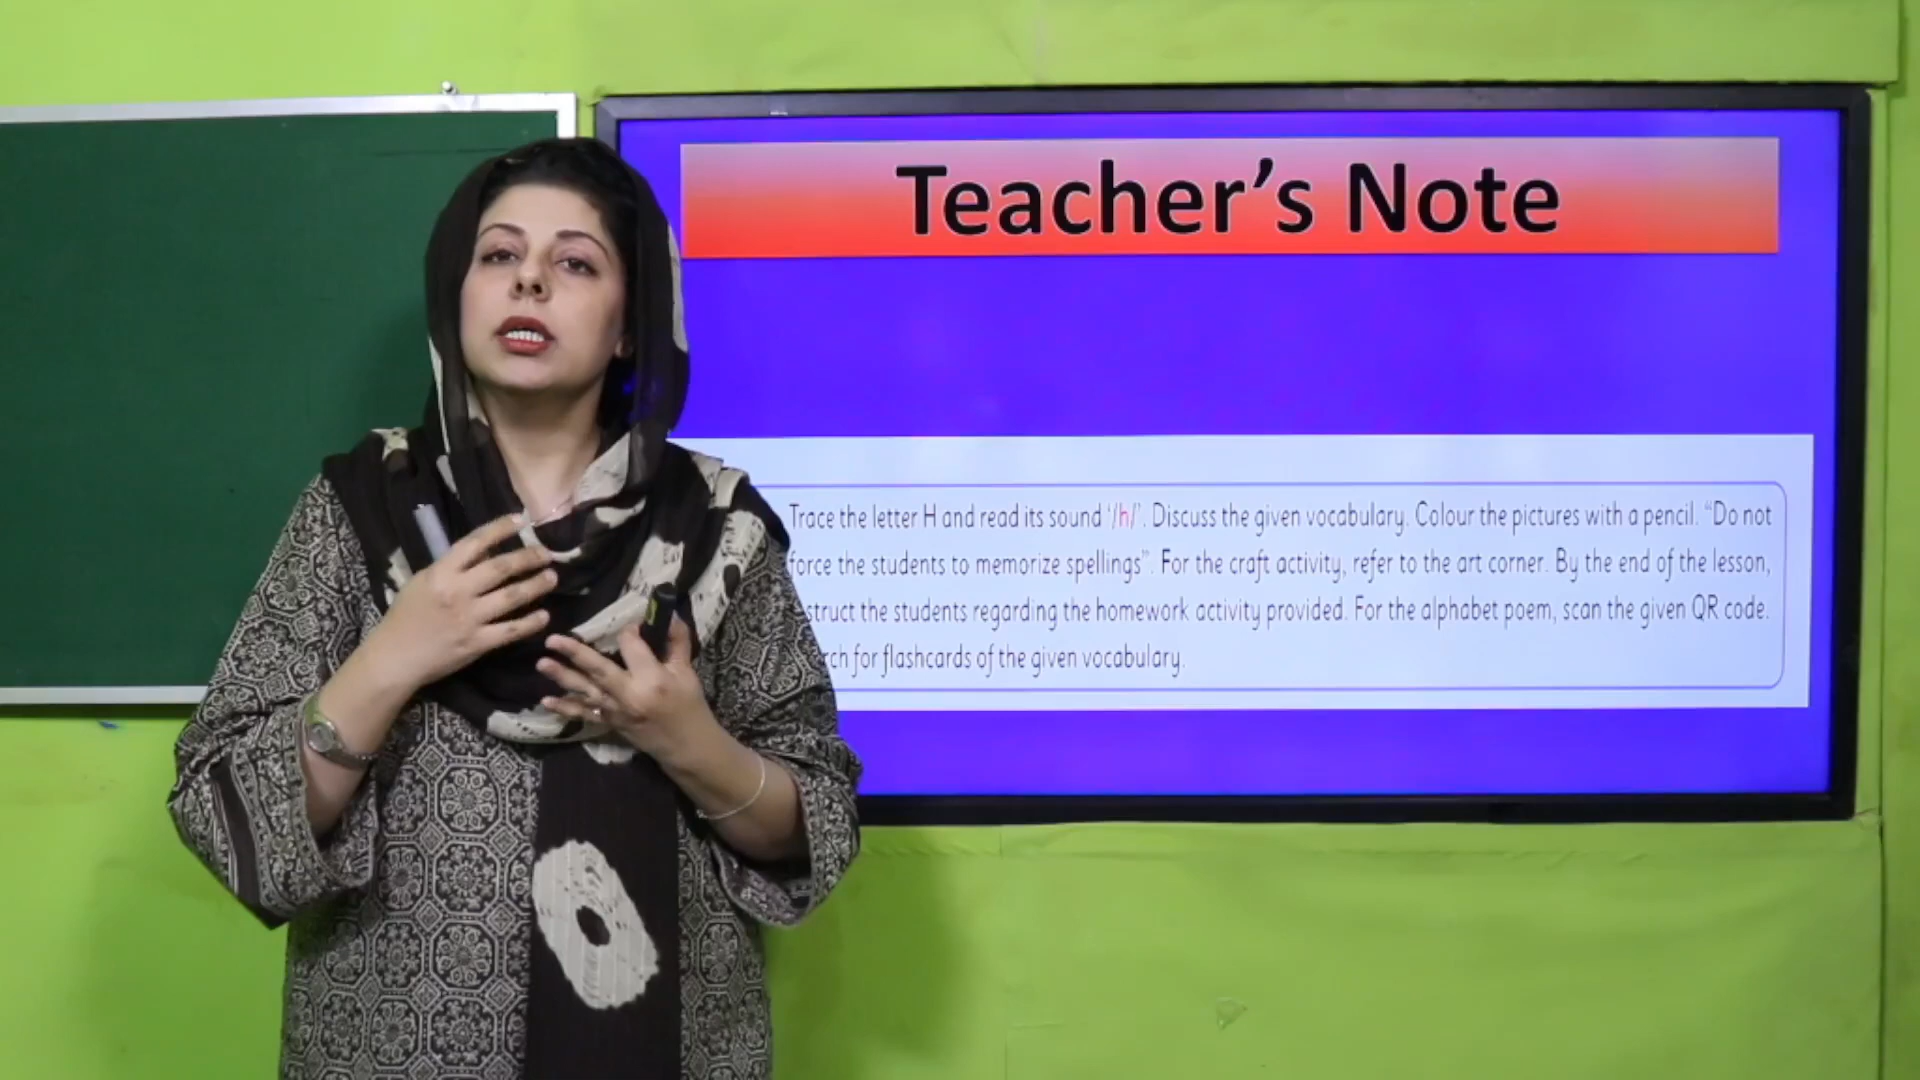 Teacher's Note
Trace the letter H and read its sound '/h/'. Discuss the given vocabulary. Colour the pictures with a pencil. "Do not
force the students to memorize spellings". For the craft activity, refer to the art corner. By the end of the lesson,
the students regarding the homework activity provided. For the alphabet poem, scan the given QR code.
for flashcards of the given vocabulary.